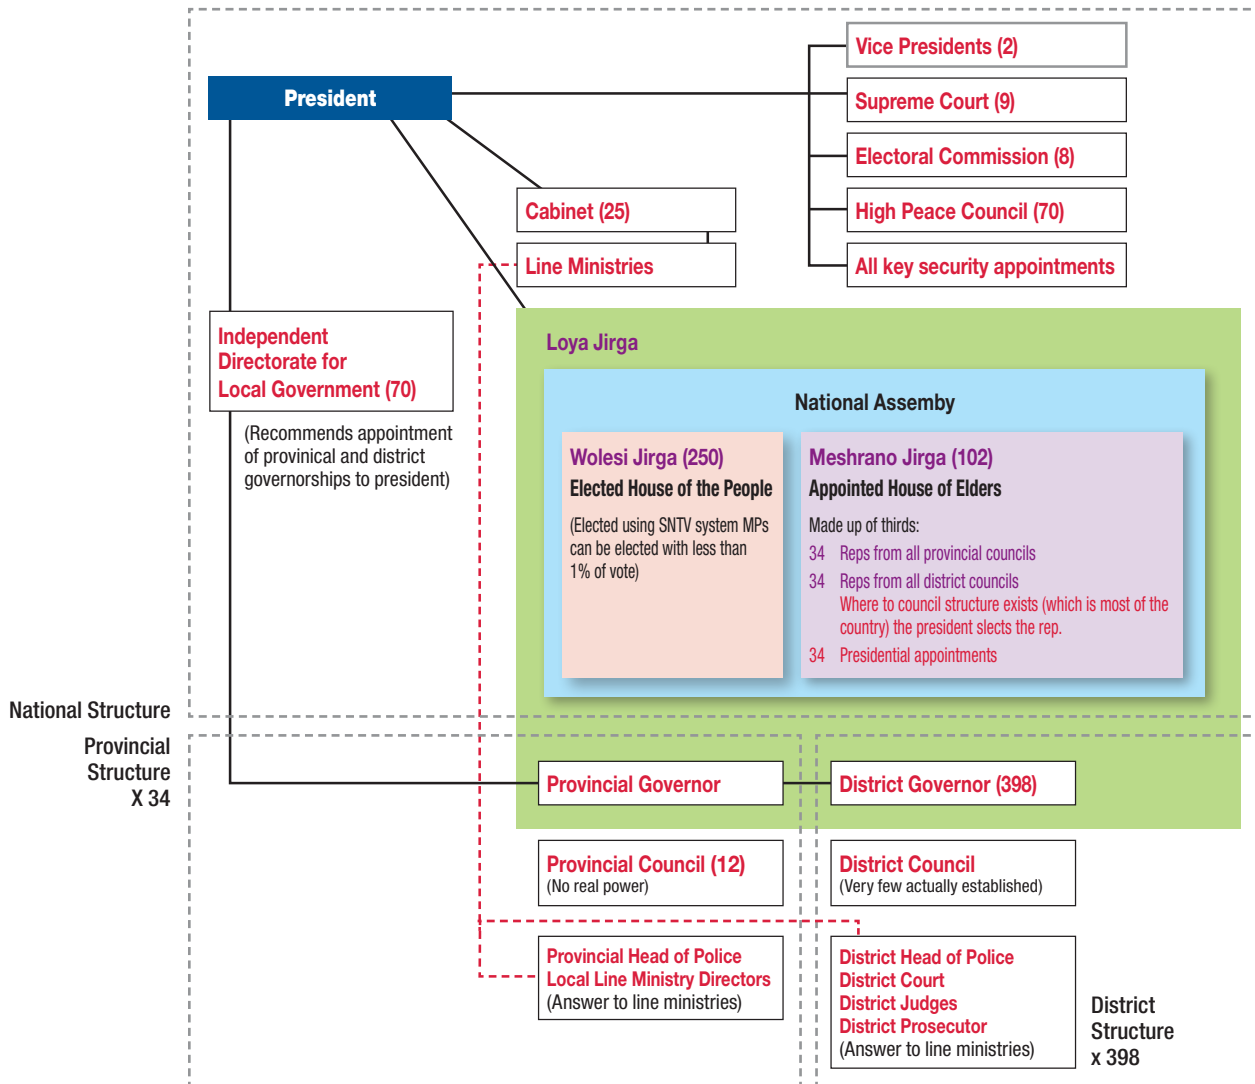 President
Vice Presidents (2)
Supreme Court (9)
Electoral Commission (8)
High Peace Council (70)
All key security appointments
Cabinet (25)
Line Ministries
Independent
Directorate for
Local Government (70)
(Recommends appointment
of provinical and district
governorships to president)
Loya Jirga
National Assemby
Wolesi Jirga (250)
Elected House of the People
(Elected using SNTV system MPs
can be elected with less than
1% of vote)
Meshrano Jirga (102)
Appointed House of Elders
Made up of thirds:
34 Reps from all provincial councils
34 Reps from all district councils
Where to council structure exists (which is most of the
country) the president slects the rep.
34 Presidential appointments
National Structure
Provincial
Structure
X 34
Provincial Governor
District Governor (398)
Provincial Council (12)
(No real power)
District Council
(Very few actually established)
Provincial Head of Police
Local Line Ministry Directors
(Answer to line ministries)
District Head of Police
District Court
District Judges
District Prosecutor
(Answer to line ministries)
District
Structure
x 398